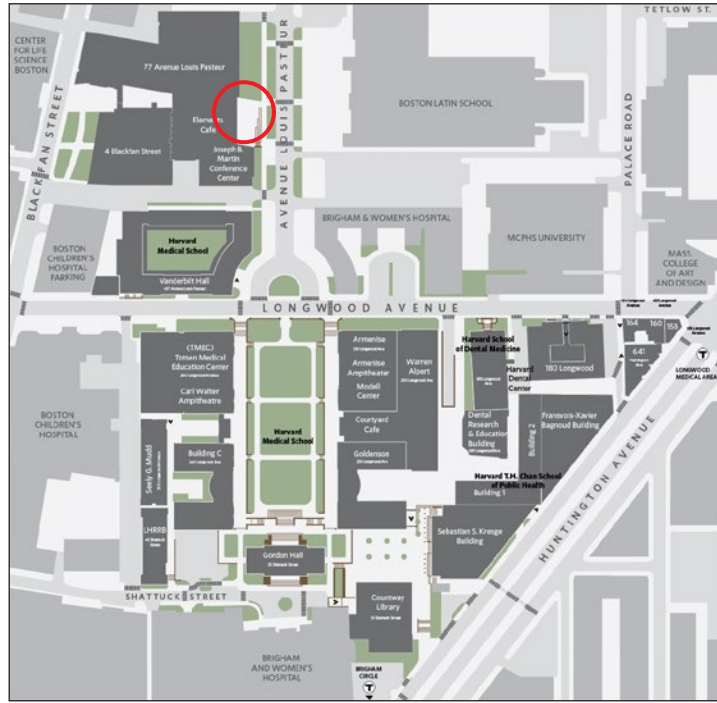 TETLOW ST.
CENTER
FOR LIFE
SCIENCE
BOSTON
77 Avenue Louis Pasteur
AVENUE LOUIS PASTEUR
BOSTON LATIN SCHOOL
PALACE ROAD
BLACKFAN STREET
Elements
Cafe
4 Blackfan Street
Joseph B.
Martin
Conference
Center
BRIGHAM & WOMEN'S HOSPITAL
MCPHS UNIVERSITY
MASS.
COLLEGE
OF ART
AND DESIGN
BOSTON
CHILDREN'S
HOSPITAL
PARKING
Harvard
Medical School
Vanderbilt Hall
LONGWOOD AVENUE
164
160
158
641
LONGWOOD
MEDICAL AREA
(TMEC)
Tosteson Medical
Education Center
Carl Walter
Ampitheatre
Armenise
Armenise
Ampitheater
Modell
Center
Warren
Alpert
Harvard School
of Dental Medicine
Harvard
Dental
Center
180 Longwood
BOSTON
CHILDREN'S
HOSPITAL
Harvard
Medical School
Courtyard
Cafe
Dental
Research
& Education
Building
Building 2
Fransvois-Xavier
Bagnoud Building
Seely G. Mudd
Building C
Goldenson
Harvard T.H. Chan School
of Public Health
Building 1
HUNTINGTON AVENUE
LHRRB
Gordon Hall
Sebastian S. Kresge
Building
SHATTUCK STREET
Countway
Library
BRIGHAM
AND WOMEN'S
HOSPITAL
BRIGHAM
CIRCLE
T